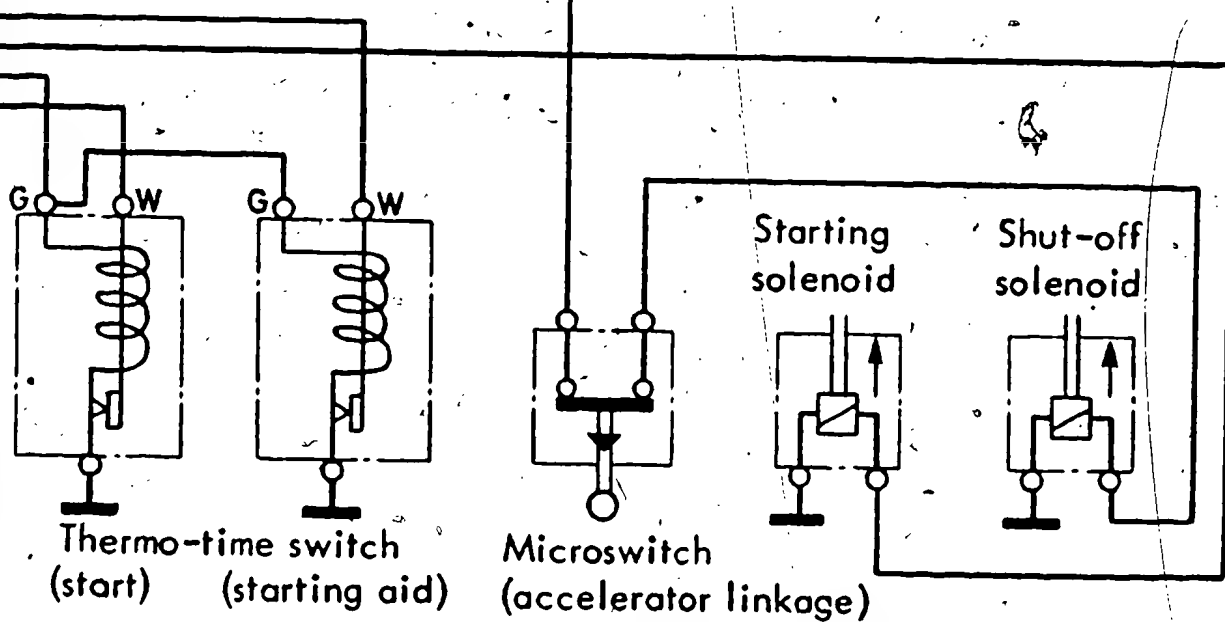 G W G W
Starting
solenoid
Shut-off
solenoid
Thermo-time switch
(start) (starting aid)
Microswitch
(accelerator linkage)